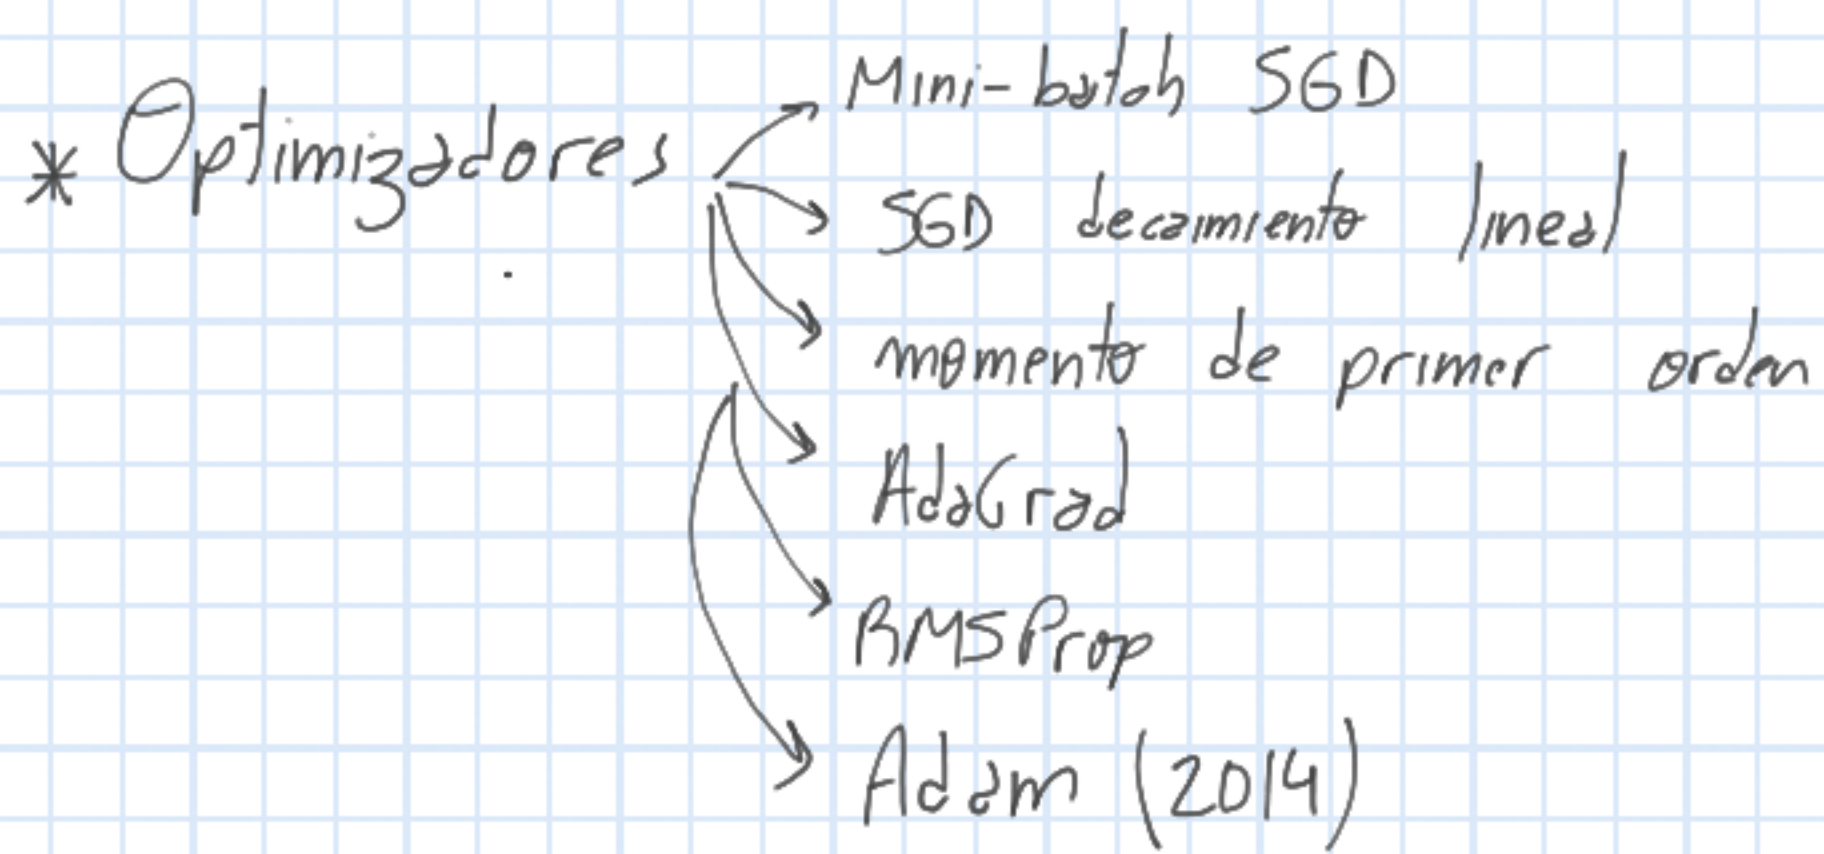 * Optimizadores
Mini-batch SGD
SGD decaimiento lineal
momento de primer orden
AdaGrad
RMSProp
Adam (2014)